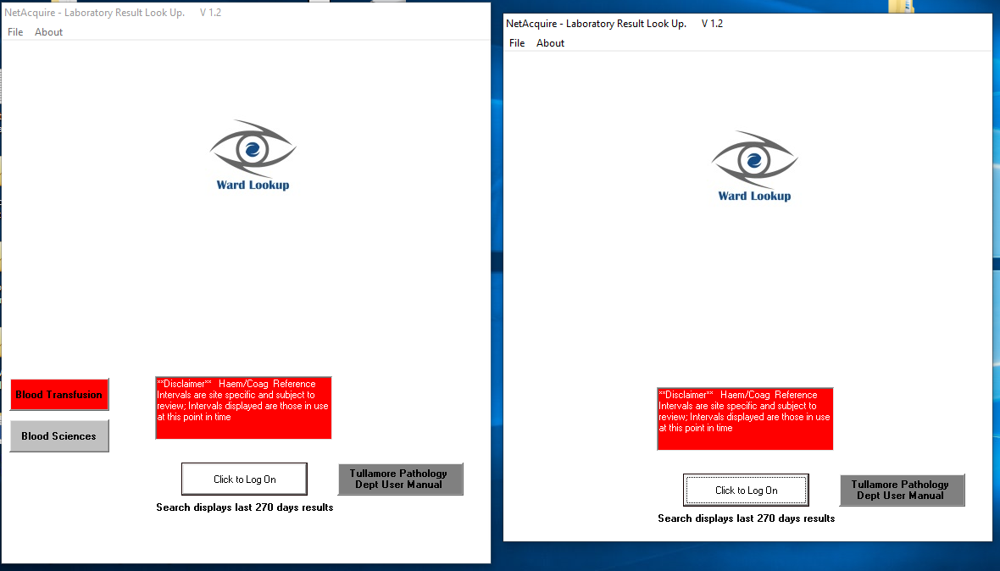 NetAcquire - Laboratory Result Look Up. V 1.2
File About
Ward Lookup
Blood Transfusion
Blood Sciences
**Disclaimer** Haem/Coag Reference
Intervals are site specific and subject to
review; Intervals displayed are those in use
at this point in time
Click to Log On
Tullamore Pathology
Dept User Manual
Search displays last 270 days results
NetAcquire - Laboratory Result Look Up. V 1.2
File About
Ward Lookup
**Disclaimer** Haem/Coag Reference
Intervals are site specific and subject to
review; Intervals displayed are those in use
at this point in time
Click to Log On
Tullamore Pathology
Dept User Manual
Search displays last 270 days results